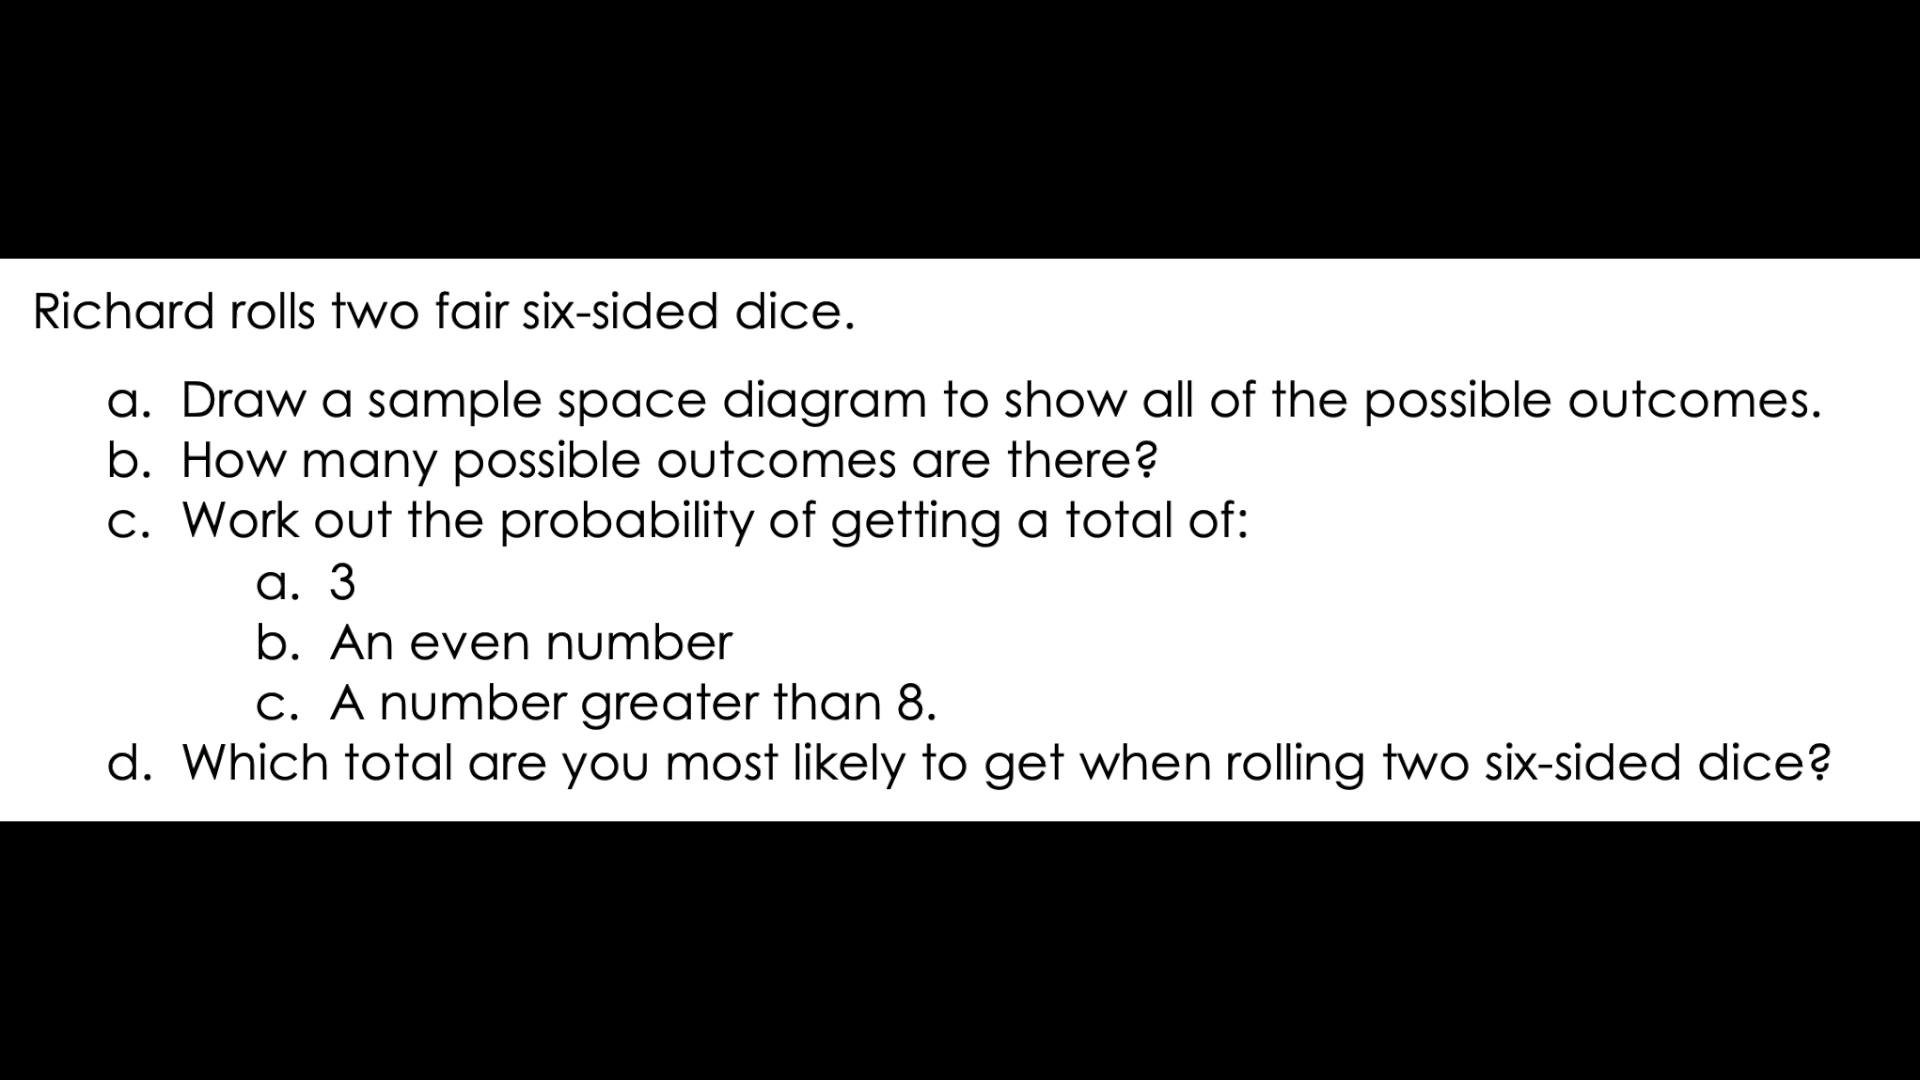 Richard rolls two fair six-sided dice.
a. Draw a sample space diagram to show all of the possible outcomes.
b. How many possible outcomes are there?
c. Work out the probability of getting a total of:
a. 3
b. An even number
c. A number greater than 8.
d. Which total are you most likely to get when rolling two six-sided dice?